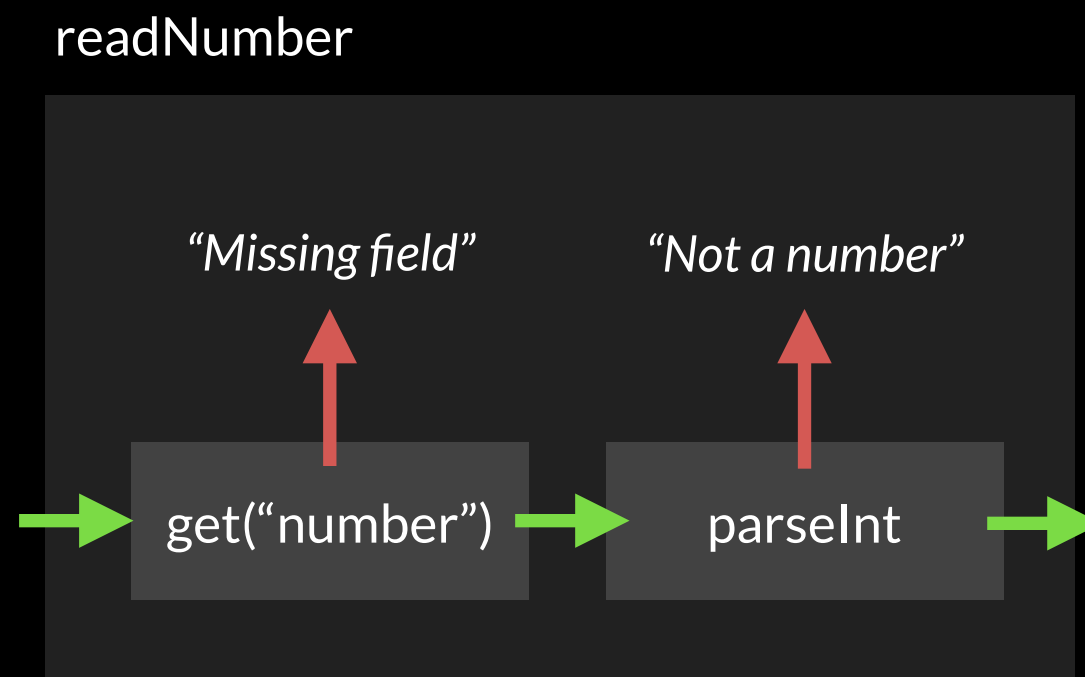 readNumber
“Missing field” “Not a number”
get(“number”) parseInt